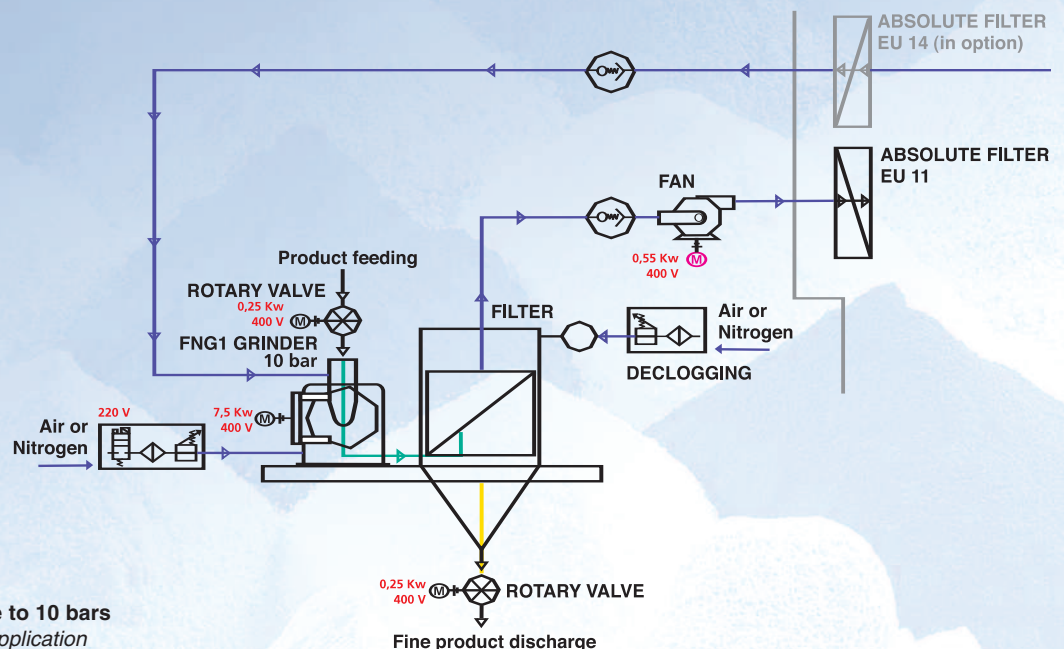 ABSOLUTE FILTER
EU 14 (in option)
ABSOLUTE FILTER
EU 11
FAN
0,55 Kw
400 V
M
Product feeding
ROTARY VALVE
0,25 Kw
400 V
M
FNG1 GRINDER
10 bar
FILTER
Air or
Nitrogen
DECLOGGING
220 V
7,5 Kw
400 V
M
Air or
Nitrogen
0,25 Kw
400 V
M
ROTARY VALVE
to 10 bars
Fine product discharge